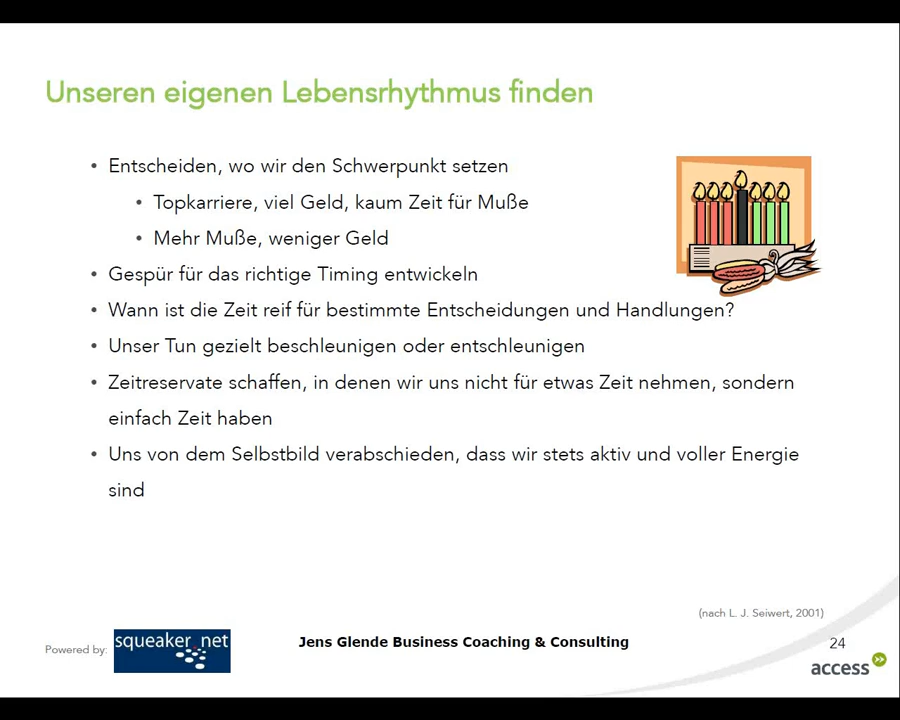 Unseren eigenen Lebensrhythmus finden
• Entscheiden, wo wir den Schwerpunkt setzen
• Topkarriere, viel Geld, kaum Zeit für Muße
• Mehr Muße, weniger Geld
• Gespür für das richtige Timing entwickeln
• Wann ist die Zeit reif für bestimmte Entscheidungen und Handlungen?
• Unser Tun gezielt beschleunigen oder entschleunigen
• Zeitreservate schaffen, in denen wir uns nicht für etwas Zeit nehmen, sondern
einfach Zeit haben
• Uns von dem Selbstbild verabschieden, dass wir stets aktiv und voller Energie
sind
(nach L. J. Seiwert, 2001)
Powered by:
squeaker.net
Jens Glende Business Coaching & Consulting
24
access